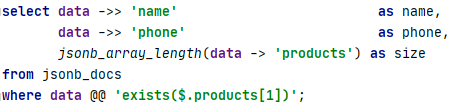 select data ->> 'name' as name,
data ->> 'phone' as phone,
jsonb_array_length(data -> 'products') as size
from jsonb_docs
where data @@ 'exists($.products[1])';